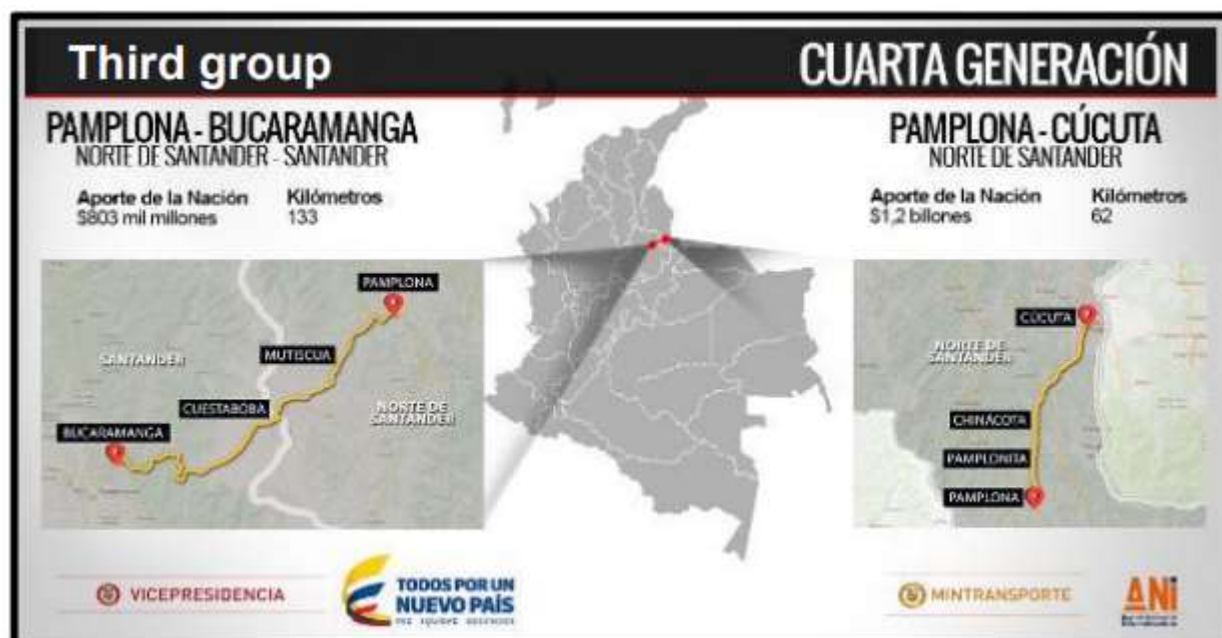 Third group
CUARTA GENERACIÓN
PAMPLONA - BUCARAMANGA
NORTE DE SANTANDER - SANTANDER
Aporte de la Nación
$803 mil millones
Kilómetros
133
PAMPLONA - CÚCUTA
NORTE DE SANTANDER
Aporte de la Nación
$1,2 billones
Kilómetros
62
PAMPLONA
MUTISCUA
SANTANDER
CUESTABOBA
NORTE DE
SANTANDER
BUCARAMANGA
CÚCUTA
NORTE DE
SANTANDER
CHINÁCOTA
PAMPLONITA
PAMPLONA
VICEPRESIDENCIA
TODOS POR UN
NUEVO PAÍS
MINTRANSPORTE
ANI